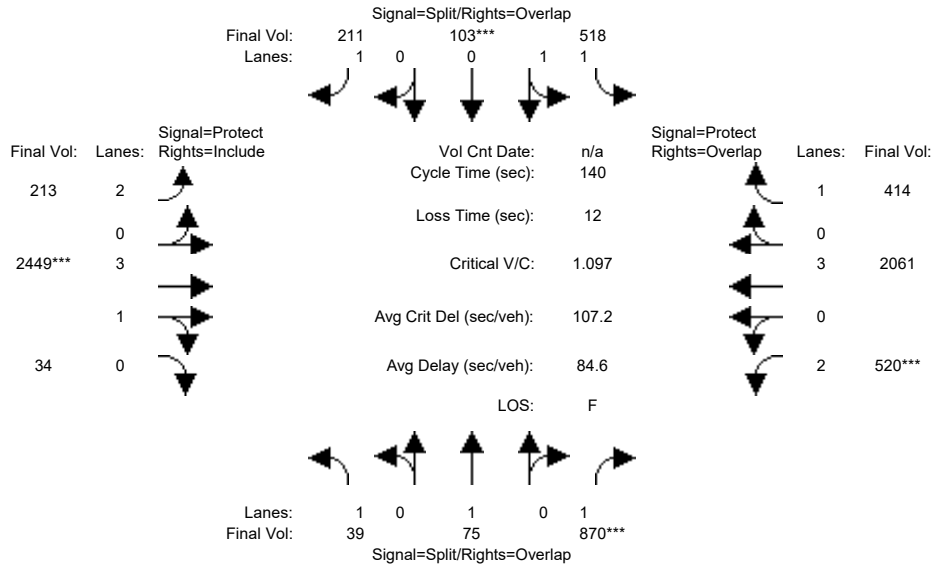 Signal=Split/Rights=Overlap
Final Vol: 211 103*** 518
Lanes: 1 0 0 1 1
Signal=Protect Signal=Protect
Final Vol: Lanes: Rights=Include Vol Cnt Date: n/a Rights=Overlap Lanes: Final Vol:
Cycle Time (sec): 140
213 2 1 414
Loss Time (sec): 12
0 0
2449*** 3 Critical V/C: 1.097 3 2061
1 Avg Crit Del (sec/veh): 107.2 0
34 0 Avg Delay (sec/veh): 84.6 2 520***
LOS: F
Lanes: 1 0 1 0 1
Final Vol: 39 75 870***
Signal=Split/Rights=Overlap